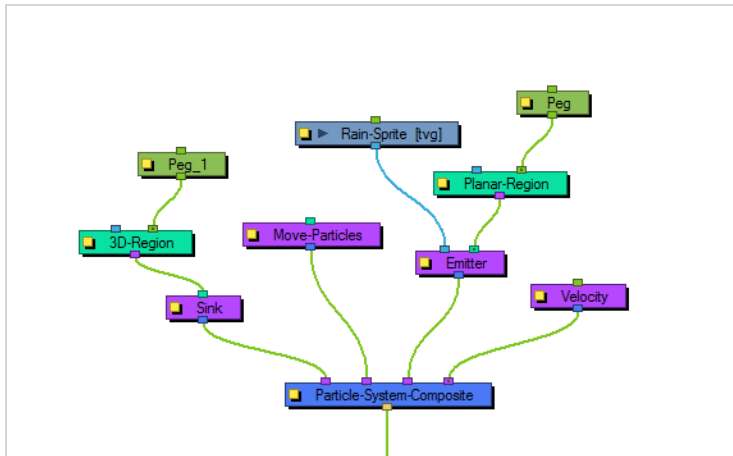 Peg
Rain-Sprite [tvg]
Peg_1
Planar-Region
Move-Particles
3D-Region
Emitter
Velocity
Sink
Particle-System-Composite